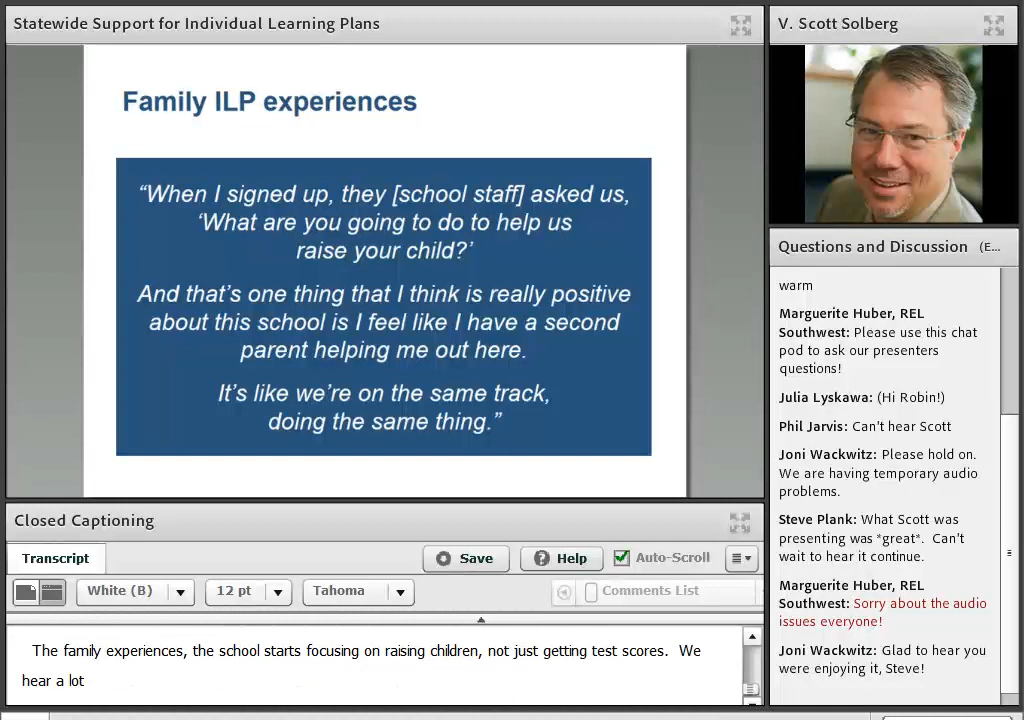 Statewide Support for Individual Learning Plans
Family ILP experiences
“When I signed up, they [school staff] asked us,
‘What are you going to do to help us
raise your child?’
And that’s one thing that I think is really positive
about this school is I feel like I have a second
parent helping me out here.
It’s like we’re on the same track,
doing the same thing.”
Closed Captioning
Transcript
Save
Help
Auto-Scroll
White (B)
12 pt
Tahoma
Comments List
The family experiences, the school starts focusing on raising children, not just getting test scores.  We
hear a lot
V. Scott Solberg
Questions and Discussion (E...
warm
Marguerite Huber, REL
Southwest: Please use this chat
pod to ask our presenters
questions!
Julia Lyskawa: (Hi Robin!)
Phil Jarvis: Can't hear Scott
Joni Wackwitz: Please hold on.
We are having temporary audio
problems.
Steve Plank: What Scott was
presenting was *great*.  Can't
wait to hear it continue.
Marguerite Huber, REL
Southwest: Sorry about the audio
issues everyone!
Joni Wackwitz: Glad to hear you
were enjoying it, Steve!